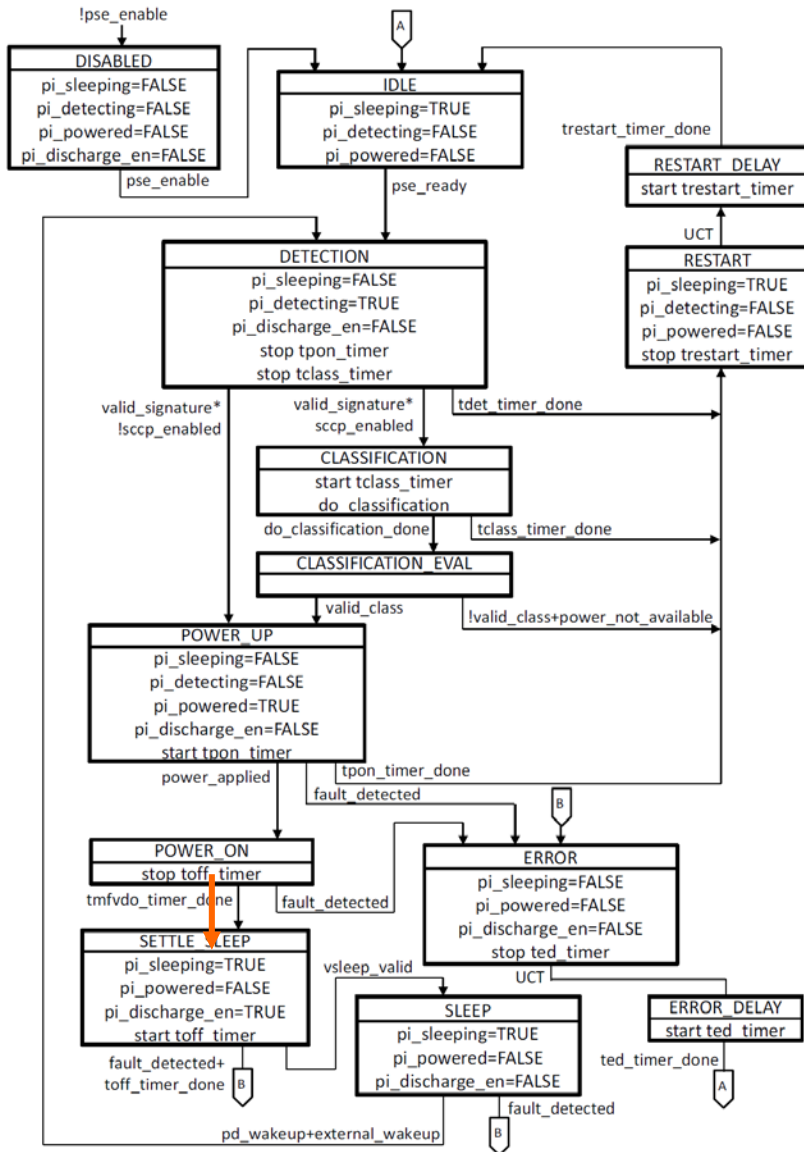 !pse_enable
A
DISABLED
pi_sleeping=FALSE
pi_detecting=FALSE
pi_powered=FALSE
pi_discharge_en=FALSE
pse_enable
IDLE
pi_sleeping=TRUE
pi_detecting=FALSE
pi_powered=FALSE
pse_ready
trestart_timer_done
RESTART_DELAY
start trestart_timer
UCT
RESTART
pi_sleeping=TRUE
pi_detecting=FALSE
pi_powered=FALSE
stop trestart_timer
DETECTION
pi_sleeping=FALSE
pi_detecting=TRUE
pi_discharge_en=FALSE
stop tpon_timer
stop tclass_timer
valid_signature*
!sccp_enabled
valid_signature*
sccp_enabled
tdet_timer_done
CLASSIFICATION
start tclass_timer
do_classification
do_classification_done
tclass_timer_done
CLASSIFICATION_EVAL
valid_class
!valid_class+power_not_available
POWER_UP
pi_sleeping=FALSE
pi_detecting=FALSE
pi_powered=TRUE
pi_discharge_en=FALSE
start tpon_timer
power_applied
tpon_timer_done
fault_detected
B
POWER_ON
stop toff_timer
tmfvdo_timer_done
fault_detected
ERROR
pi_sleeping=FALSE
pi_powered=FALSE
pi_discharge_en=FALSE
stop ted_timer
UCT
SETTLE_SLEEP
pi_sleeping=TRUE
pi_powered=FALSE
pi_discharge_en=TRUE
start toff_timer
vsleep_valid
fault_detected+
toff_timer_done
B
SLEEP
pi_sleeping=TRUE
pi_powered=FALSE
pi_discharge_en=FALSE
ERROR_DELAY
start ted_timer
ted_timer_done
A
fault_detected
B
pd_wakeup+external_wakeup